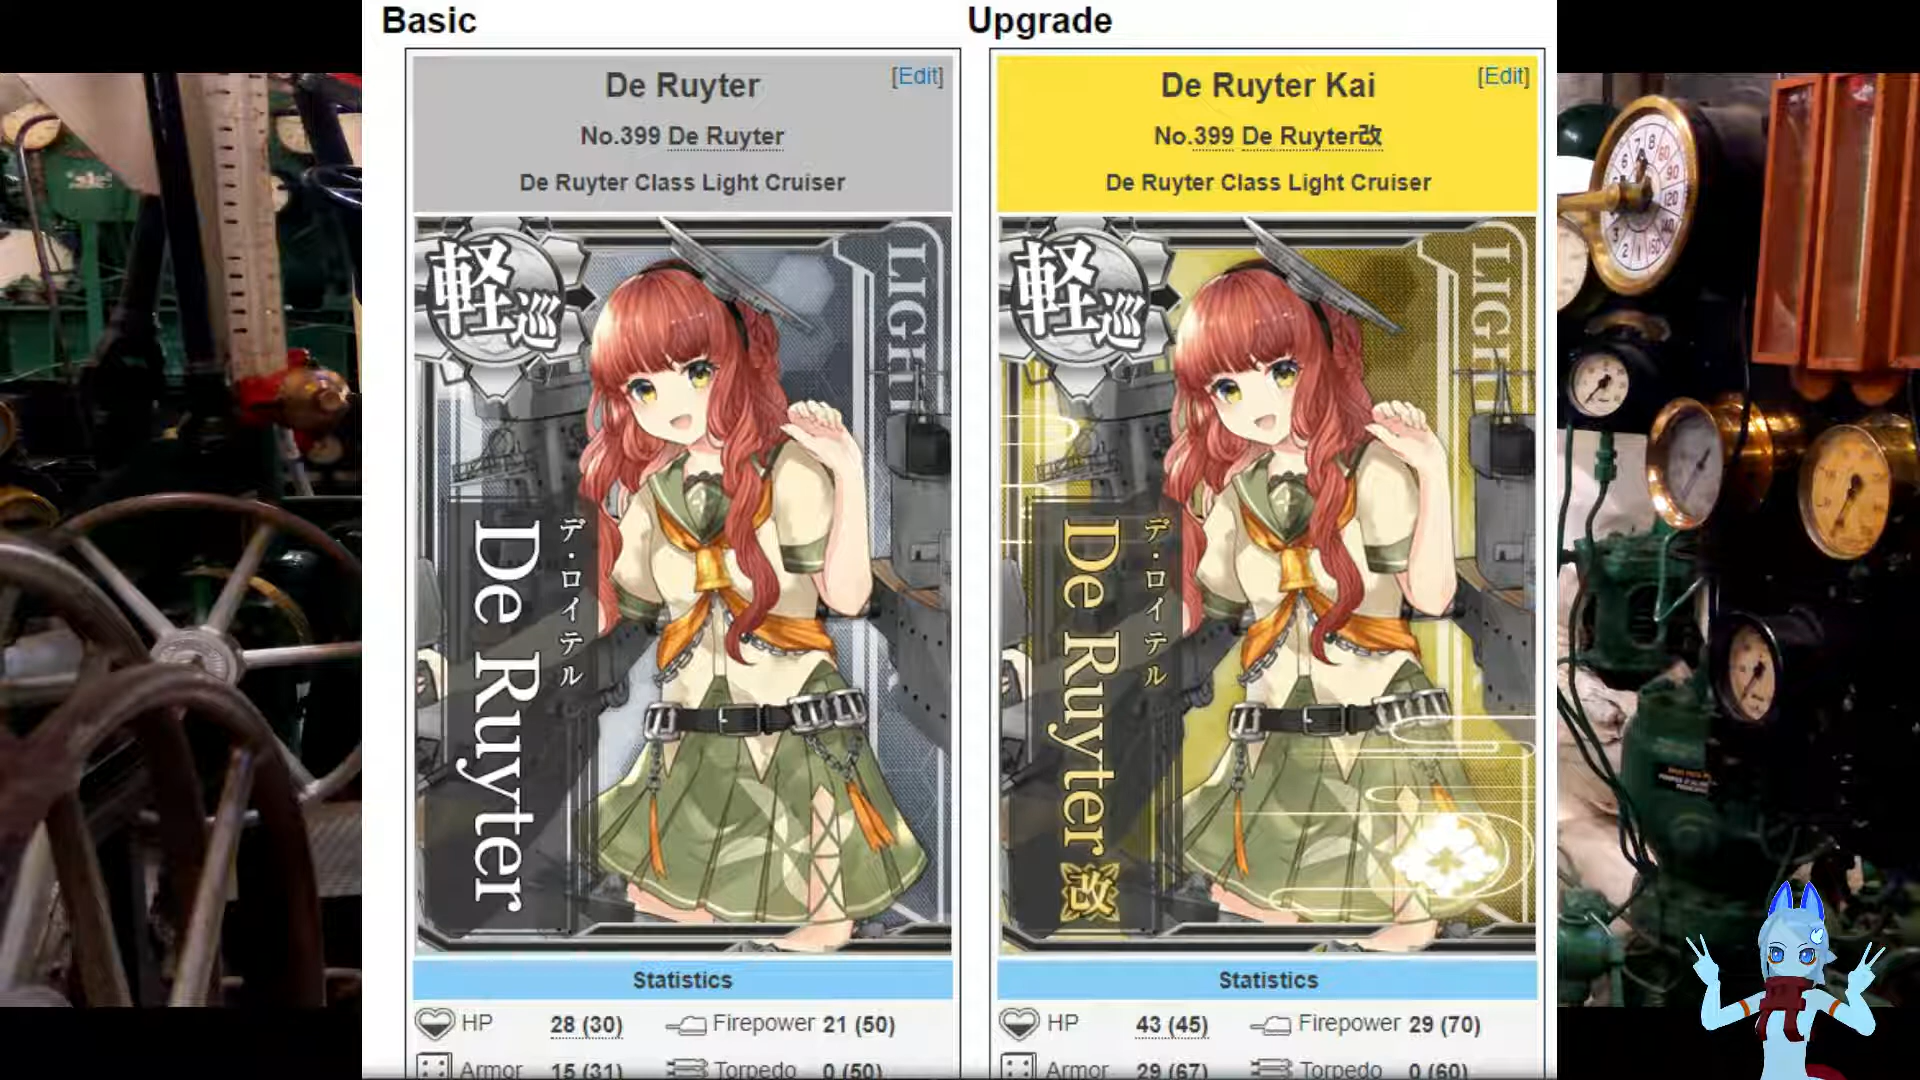 Basic
Upgrade
De Ruyter
[Edit]
No.399 De Ruyter
De Ruyter Class Light Cruiser
軽巡
LIGH
De Ruyter
デ・ロイテル
Statistics
HP 28 (30) Firepower 21 (50)
Armor 15 (31) Torpedo 0 (50)
De Ruyter Kai
[Edit]
No.399 De Ruyter改
De Ruyter Class Light Cruiser
軽巡
LIGH
De Ruyter改
デ・ロイテル
Statistics
HP 43 (45) Firepower 29 (70)
Armor 29 (67) Torpedo 0 (60)